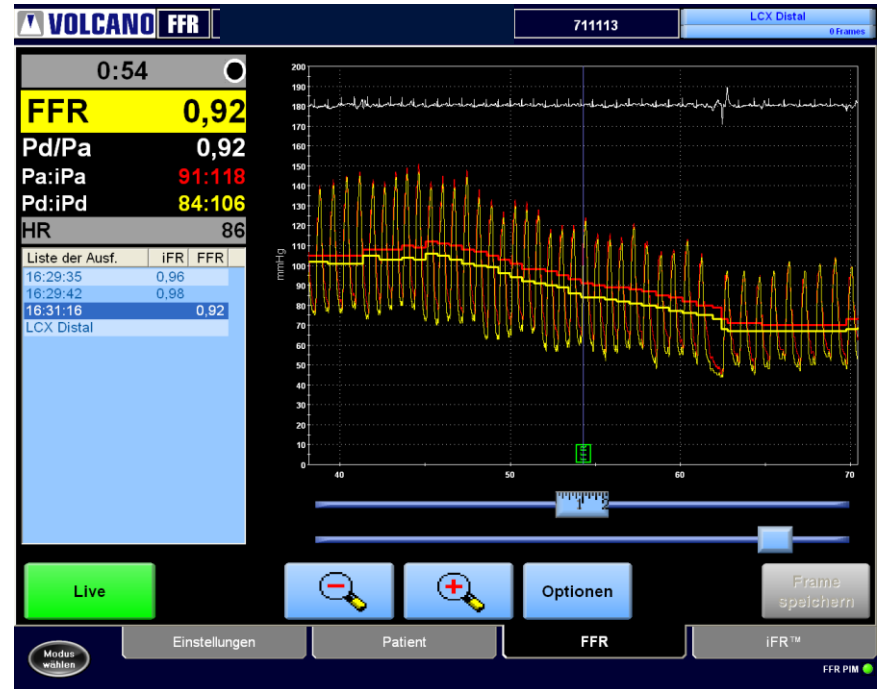 VOLCANO FFR
711113
LCX Distal
0 Frames
0:54
FFR 0,92
Pd/Pa 0,92
Pa:iPa 91:118
Pd:iPd 84:106
HR 86
Liste der Ausf. iFR FFR
16:29:35 0,96
16:29:42 0,98
16:31:16 0,92
LCX Distal
200
190
180
170
160
150
140
130
120
110
100
90
80
70
60
50
40
30
20
10
0
mmHg
40 50 60 70
1 2
Live
Optionen
Frame
speichern
Modus
wählen
Einstellungen
Patient
FFR
iFR™
FFR PIM